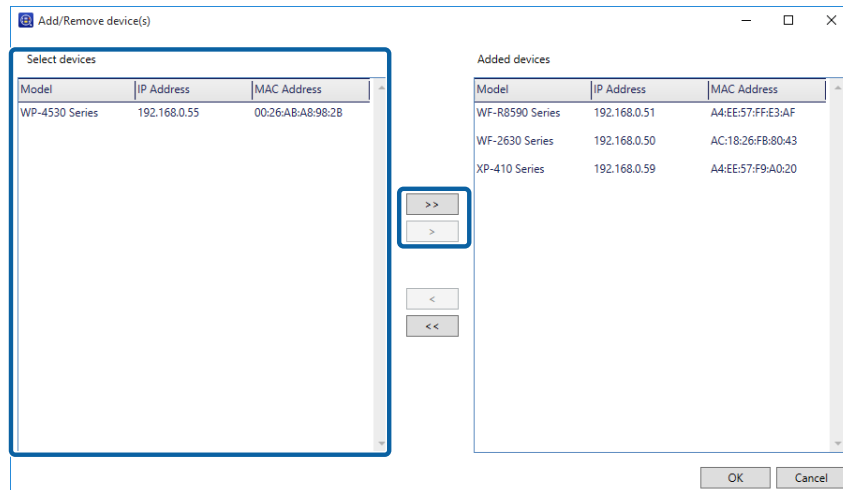 Add/Remove device(s)
Select devices
Model IP Address MAC Address
WP-4530 Series 192.168.0.55 00:26:AB:A8:98:2B
>>
>
<
<<
Added devices
Model IP Address MAC Address
WF-R8590 Series 192.168.0.51 A4:EE:57:FF:E3:AF
WF-2630 Series 192.168.0.50 AC:18:26:FB:80:43
XP-410 Series 192.168.0.59 A4:EE:57:F9:A0:20
OK Cancel